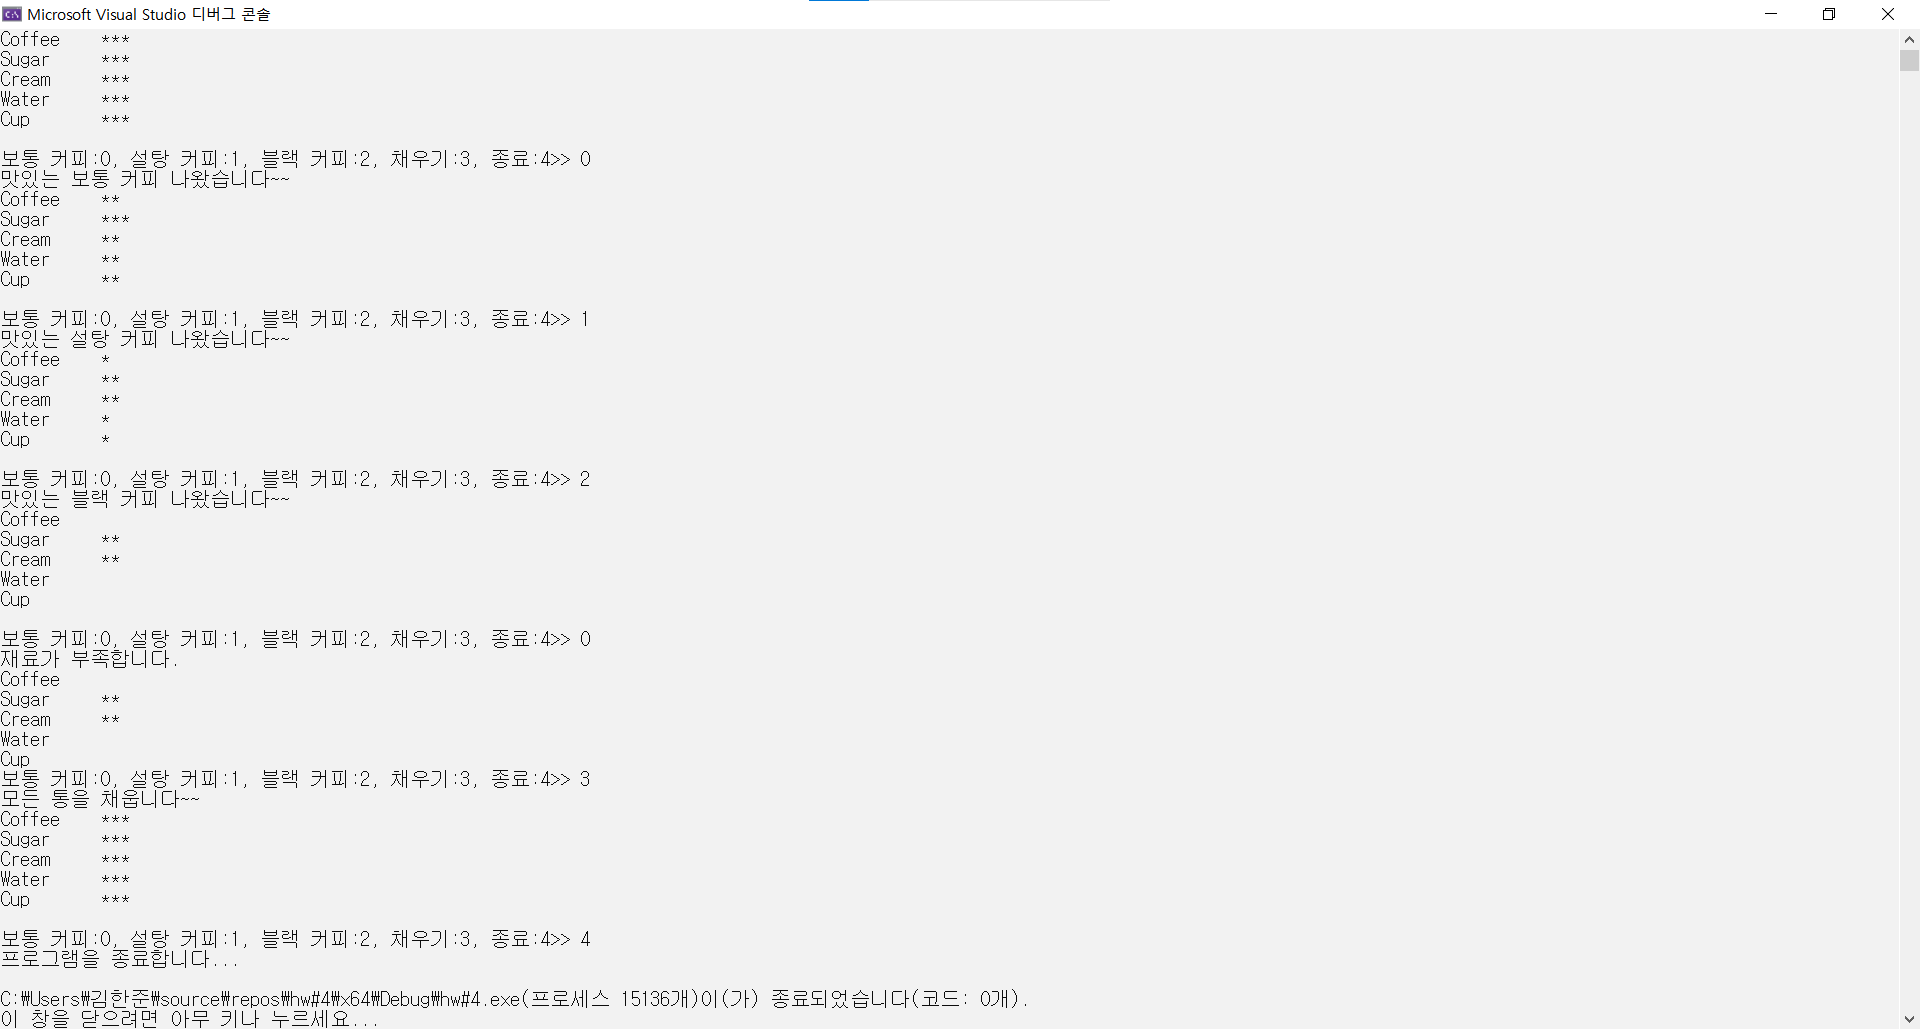 Microsoft Visual Studio 디버그 콘솔
Coffee ***
Sugar ***
Cream ***
Water ***
Cup ***
보통 커피:0, 설탕 커피:1, 블랙 커피:2, 채우기:3, 종료:4>> 0
맛있는 보통 커피 나왔습니다~~
Coffee **
Sugar ***
Cream **
Water **
Cup **
보통 커피:0, 설탕 커피:1, 블랙 커피:2, 채우기:3, 종료:4>> 1
맛있는 설탕 커피 나왔습니다~~
Coffee *
Sugar **
Cream **
Water *
Cup *
보통 커피:0, 설탕 커피:1, 블랙 커피:2, 채우기:3, 종료:4>> 2
맛있는 블랙 커피 나왔습니다~~
Coffee
Sugar **
Cream **
Water
Cup
보통 커피:0, 설탕 커피:1, 블랙 커피:2, 채우기:3, 종료:4>> 0
재료가 부족합니다.
Coffee
Sugar **
Cream **
Water
Cup
보통 커피:0, 설탕 커피:1, 블랙 커피:2, 채우기:3, 종료:4>> 3
모든 통을 채웁니다~~
Coffee ***
Sugar ***
Cream ***
Water ***
Cup ***
보통 커피:0, 설탕 커피:1, 블랙 커피:2, 채우기:3, 종료:4>> 4
프로그램을 종료합니다...
C:₩Users₩김한준₩source₩repos₩hw#4₩x64₩Debug₩hw#4.exe(프로세스 15136개)이(가) 종료되었습니다(코드: 0개).
이 창을 닫으려면 아무 키나 누르세요...